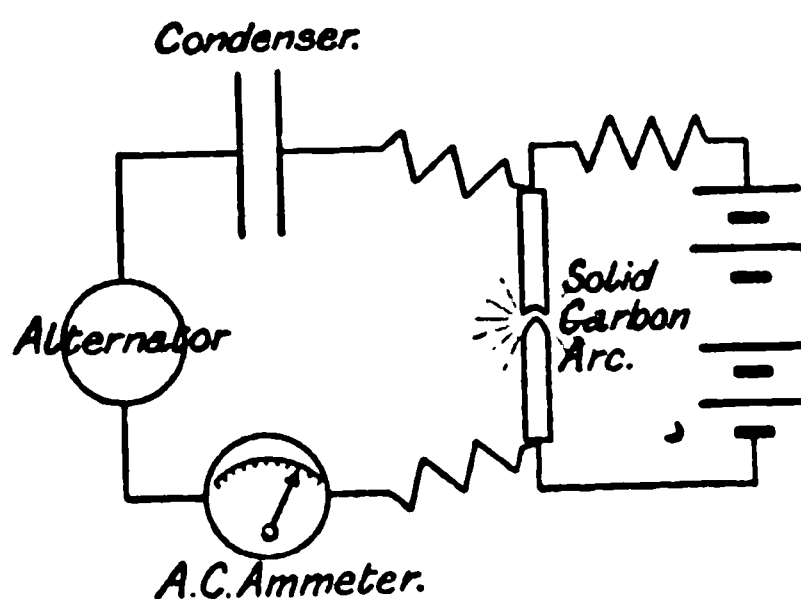 Condenser.
Alternator
Solid
Carbon
Arc.
A.C. Ammeter.